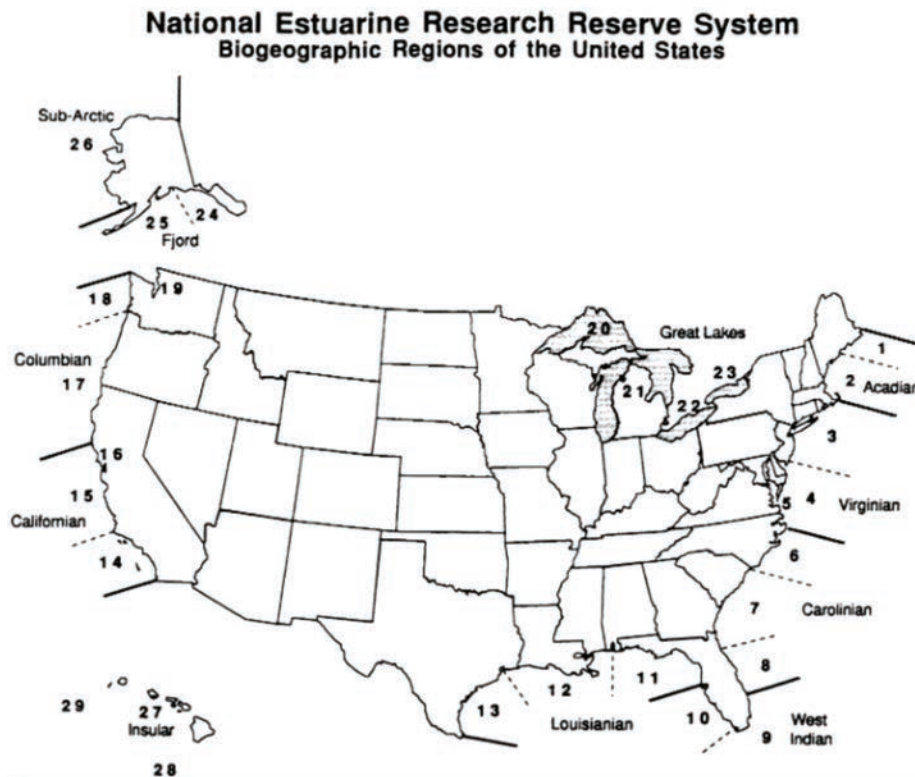 National Estuarine Research Reserve System
Biogeographic Regions of the United States
Sub-Arctic
26
25
24
Fjord
18
19
20
Great Lakes
1
Columbian
17
21
22
23
2
Acadian
3
16
15
Californian
14
5
4
Virginian
6
7
Carolinian
8
29
27
Insular
28
13
12
Louisianian
11
10
9
West
Indian